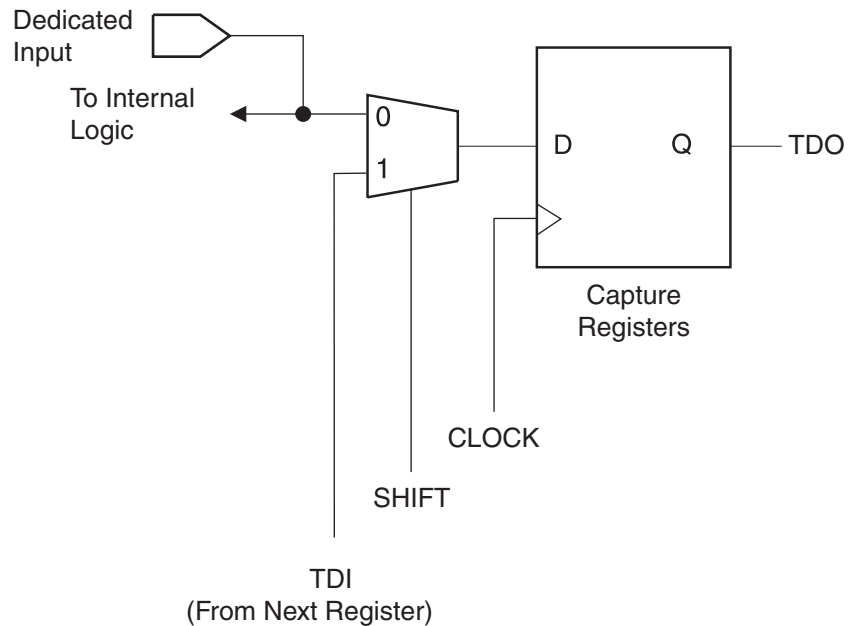 Dedicated
Input
To Internal
Logic
0
1
D
Q
TDO
Capture
Registers
CLOCK
SHIFT
TDI
(From Next Register)